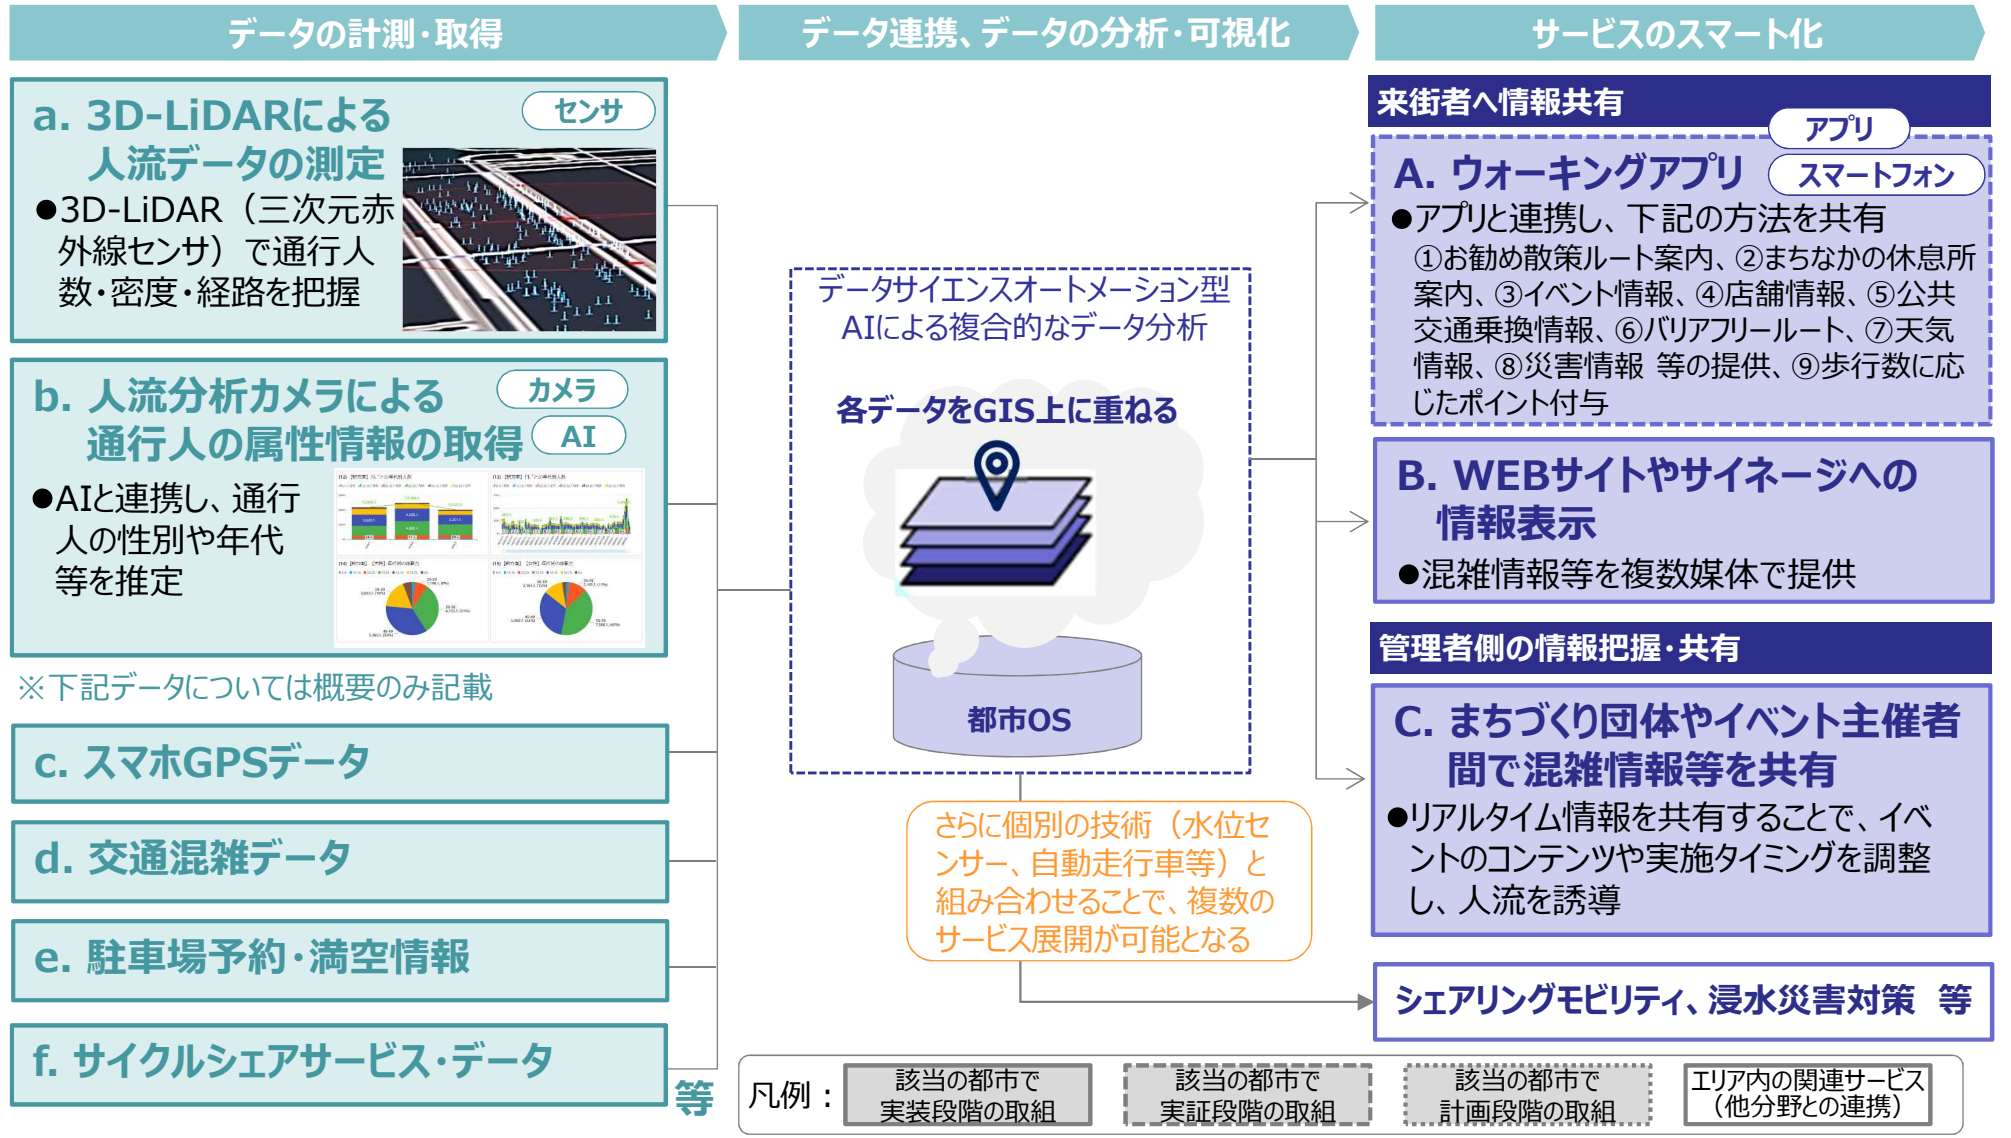 データの計測・取得
データ連携、データの分析・可視化
サービスのスマート化
a. 3D-LiDARによる
人流データの測定
センサ
●3D-LiDAR（三次元赤
外線センサ）で通行人
数・密度・経路を把握
b. 人流分析カメラによる
通行人の属性情報の取得
カメラ
AI
●AIと連携し、通行
人の性別や年代
等を推定
※下記データについては概要のみ記載
c. スマホGPSデータ
d. 交通混雑データ
e. 駐車場予約・満空情報
f. サイクルシェアサービス・データ
等
データサイエンスオートメーション型
AIによる複合的なデータ分析
各データをGIS上に重ねる
都市OS
さらに個別の技術（水位セ
ンサー、自動走行車等）と
組み合わせることで、複数の
サービス展開が可能となる
来街者へ情報共有
アプリ
スマートフォン
A. ウォーキングアプリ
●アプリと連携し、下記の方法を共有
①お勧め散策ルート案内、②まちなかの休息所
案内、③イベント情報、④店舗情報、⑤公共
交通乗換情報、⑥バリアフリールート、⑦天気
情報、⑧災害情報 等の提供、⑨歩行数に応
じたポイント付与
B. WEBサイトやサイネージへの
情報表示
●混雑情報等を複数媒体で提供
管理者側の情報把握・共有
C. まちづくり団体やイベント主催者
間で混雑情報等を共有
●リアルタイム情報を共有することで、イベ
ントのコンテンツや実施タイミングを調整
し、人流を誘導
シェアリングモビリティ、浸水災害対策 等
凡例：
該当の都市で
実装段階の取組
該当の都市で
実証段階の取組
該当の都市で
計画段階の取組
エリア内の関連サービス
（他分野との連携）